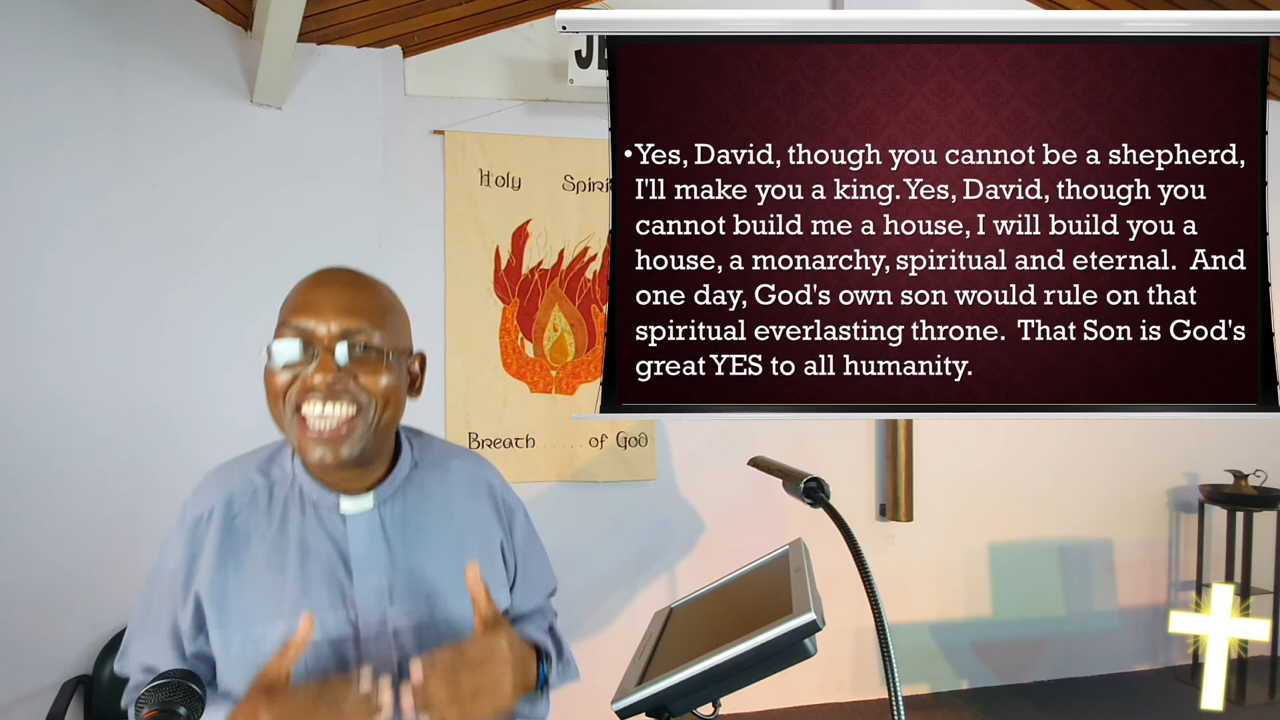 •Yes, David, though you cannot be a shepherd,
I'll make you a king. Yes, David, though you
cannot build me a house, I will build you a
house, a monarchy, spiritual and eternal.  And
one day, God's own son would rule on that
spiritual everlasting throne.  That Son is God's
great YES to all humanity.
Holy
Breath .... of God